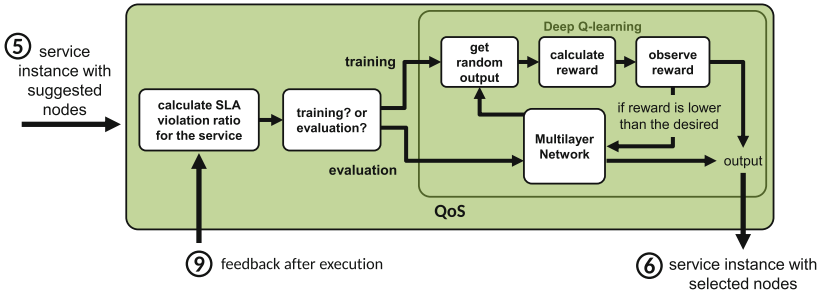 5
service
instance with
suggested
nodes
calculate SLA
violation ratio
for the service
training? or
evaluation?
training
evaluation
Deep Q-learning
get
random
output
calculate
reward
observe
reward
if reward is lower
than the desired
Multilayer
Network
output
QoS
9 feedback after execution
6 service instance with
selected nodes